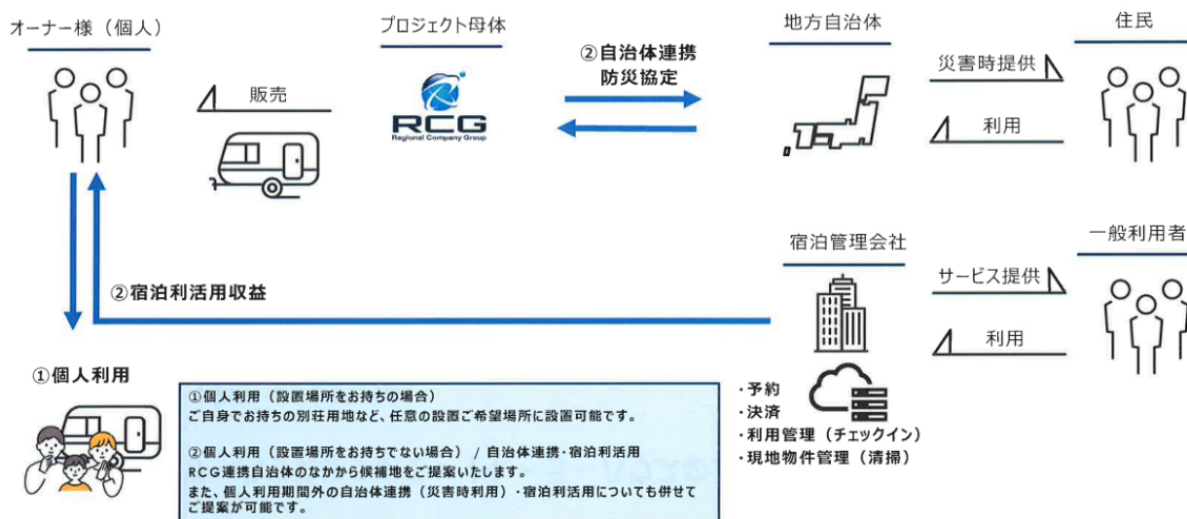 オーナー様（個人）
プロジェクト母体
地方自治体
住民
販売
RCG
Regional Company Group
②自治体連携
防災協定
災害時提供
利用
宿泊管理会社
一般利用者
サービス提供
利用
②宿泊利活用収益
①個人利用
①個人利用（設置場所をお持ちの場合）
ご自身でお持ちの別荘用地など、任意の設置ご希望場所に設置可能です。
②個人利用（設置場所をお持ちでない場合） / 自治体連携・宿泊利活用
RCG連携自治体のなかから候補地をご提案いたします。
また、個人利用期間外の自治体連携（災害時利用）・宿泊利活用についても併せて
ご提案が可能です。
・予約
・決済
・利用管理（チェックイン）
・現地物件管理（清掃）